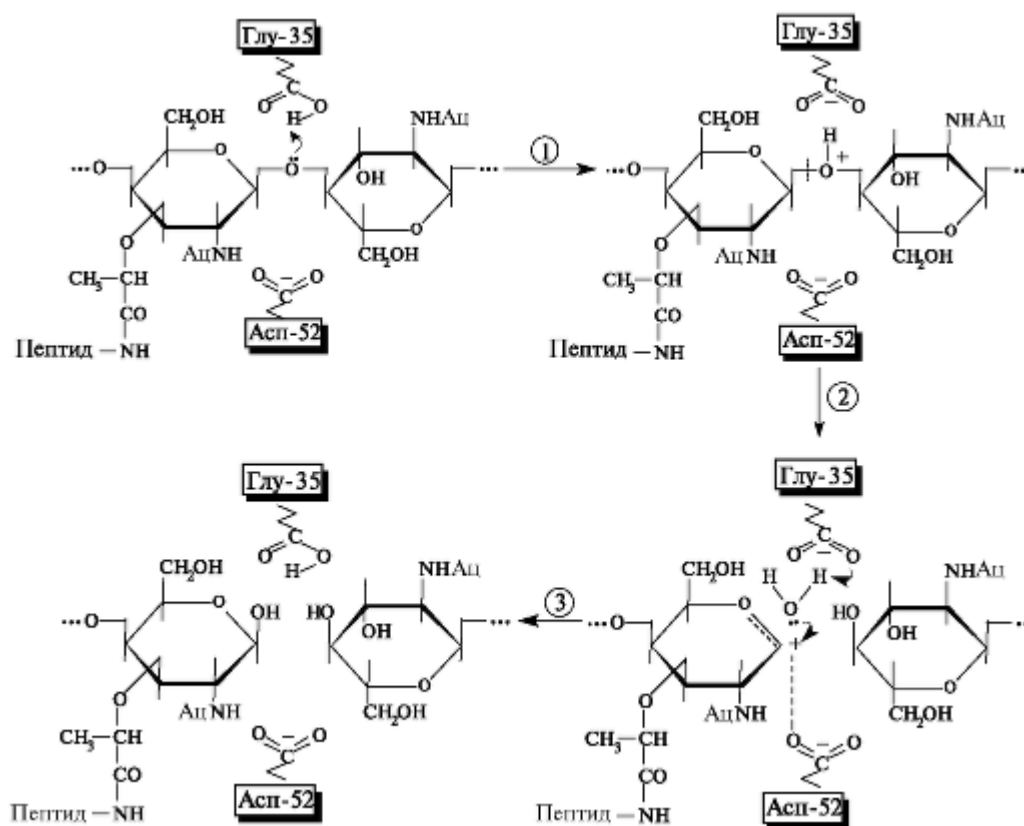 Глу-35
C
O
O
H
CH₂OH
NHАц
O
O
O
OH
O
АцNH
CH₂OH
O
CH₃
CH
O
O
C
CO
Асп-52
Пептид
NH
1
Глу-35
C
O
O
CH₂OH
H
NHАц
O
O
O
+
OH
O
АцNH
CH₂OH
O
CH₃
CH
O
O
C
CO
Асп-52
Пептид
NH
2
Глу-35
C
O
O
H
CH₂OH
NHАц
O
O
OH
HO
OH
O
АцNH
CH₂OH
O
CH₃
CH
O
O
C
CO
Асп-52
Пептид
NH
3
Глу-35
C
O
O
H
H
CH₂OH
NHАц
O
O
O
HO
OH
+
O
АцNH
CH₂OH
O
CH₃
CH
O
O
C
CO
Асп-52
Пептид
NH